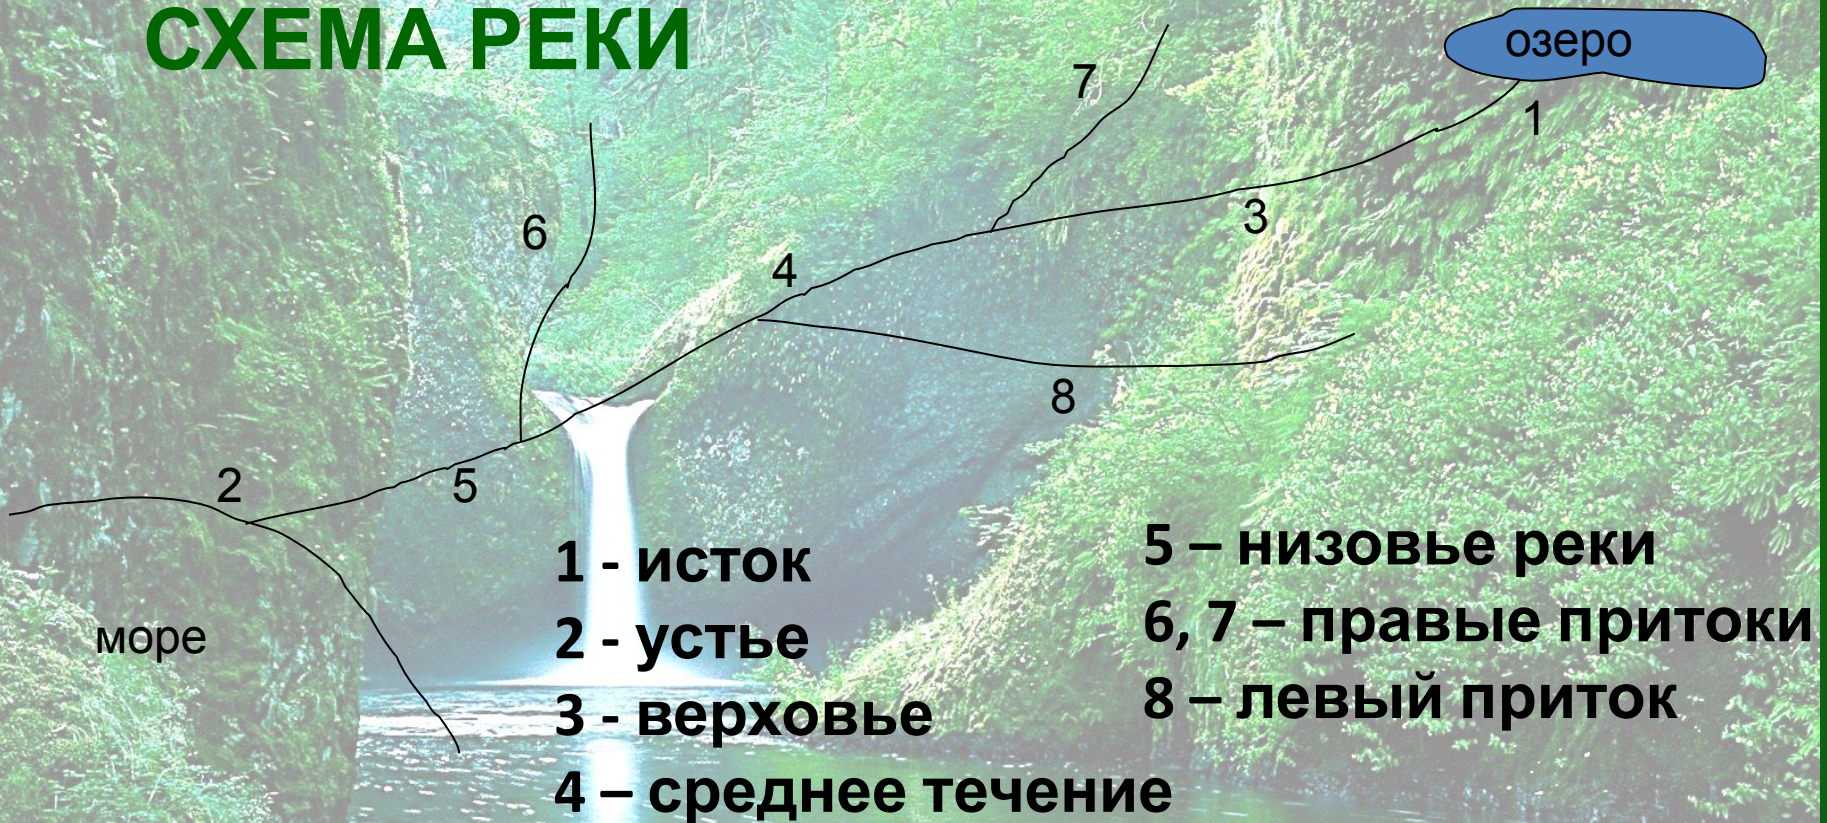 СХЕМА РЕКИ
озеро
7
1
6
3
4
8
2
5
море
1 - исток
2 - устье
3 - верховье
4 – среднее течение
5 – низовье реки
6, 7 – правые притоки
8 – левый приток